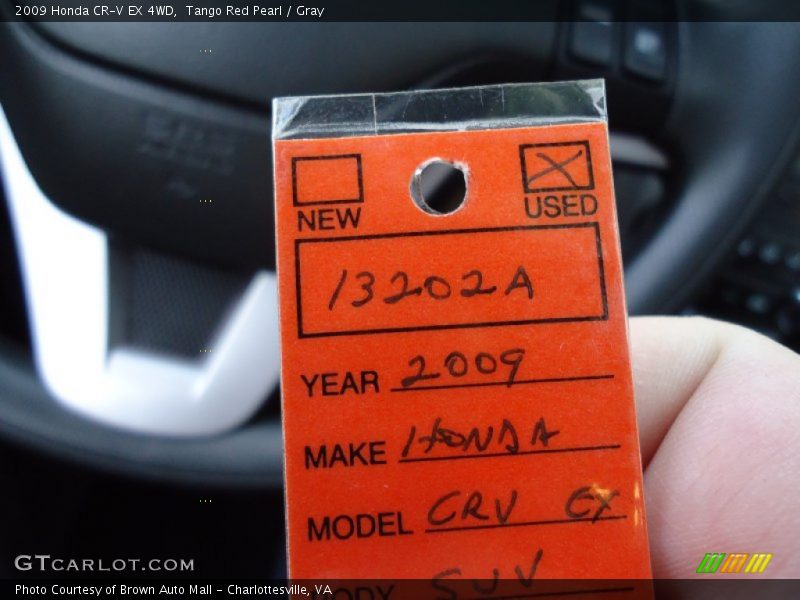 2009 Honda CR-V EX 4WD,  Tango Red Pearl / Gray
NEW USED
13202A
YEAR 2009
MAKE HONDA
MODEL CRV EX
BODY SUV
GTCARLOT.COM
Photo Courtesy of Brown Auto Mall - Charlottesville, VA